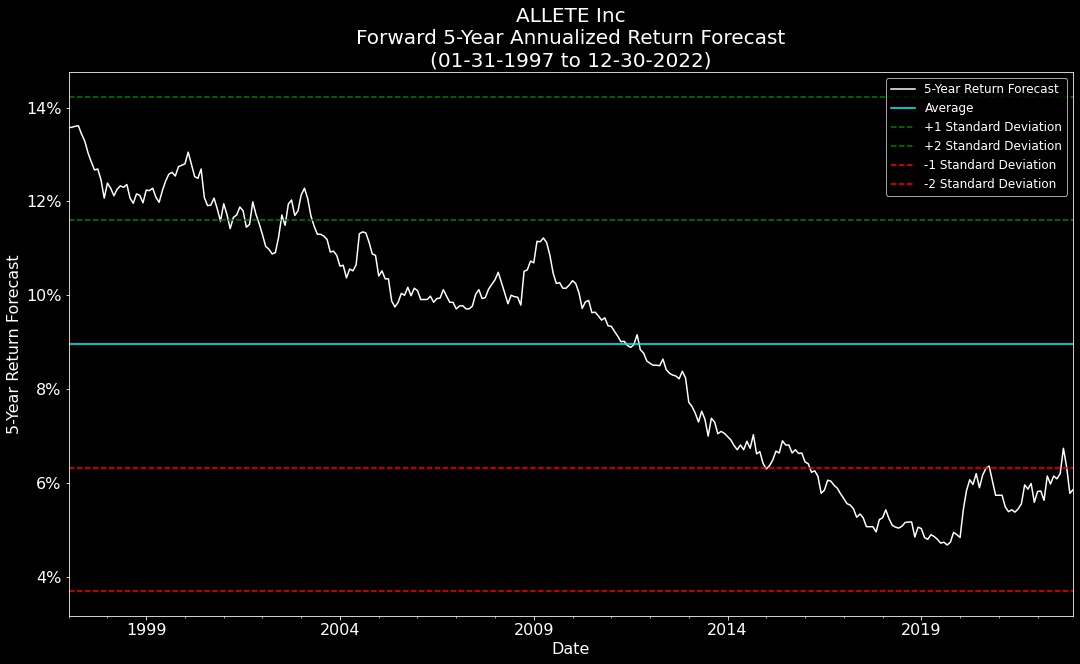 ALLETE Inc
Forward 5-Year Annualized Return Forecast
(01-31-1997 to 12-30-2022)
5-Year Return Forecast
Average
+1 Standard Deviation
+2 Standard Deviation
-1 Standard Deviation
-2 Standard Deviation
5-Year Return Forecast
14%
12%
10%
8%
6%
4%
1999
2004
2009
2014
2019
Date